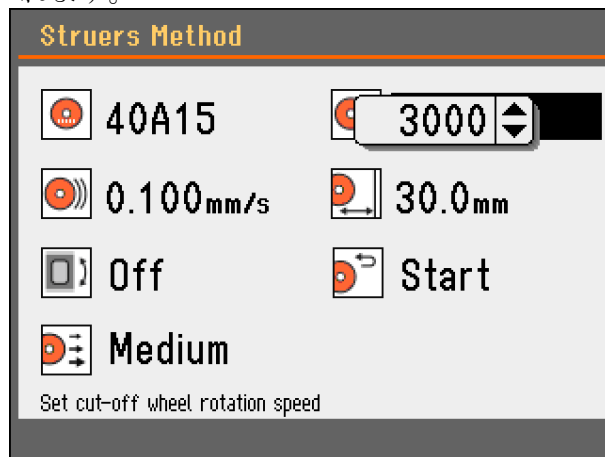 Struers Method
40A15
3000
0.100mm/s
30.0mm
Off
Start
Medium
Set cut-off wheel rotation speed